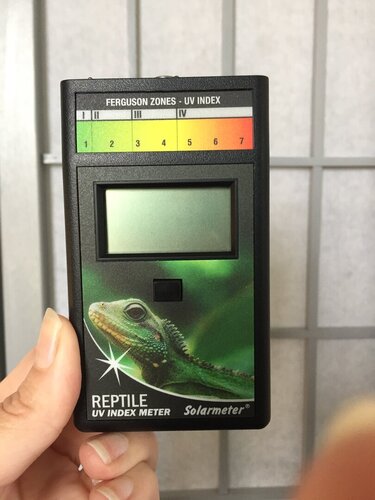 FERGUSON ZONES - UV INDEX
I II III IV
1 2 3 4 5 6 7
REPTILE
UV INDEX METER Solarmeter®